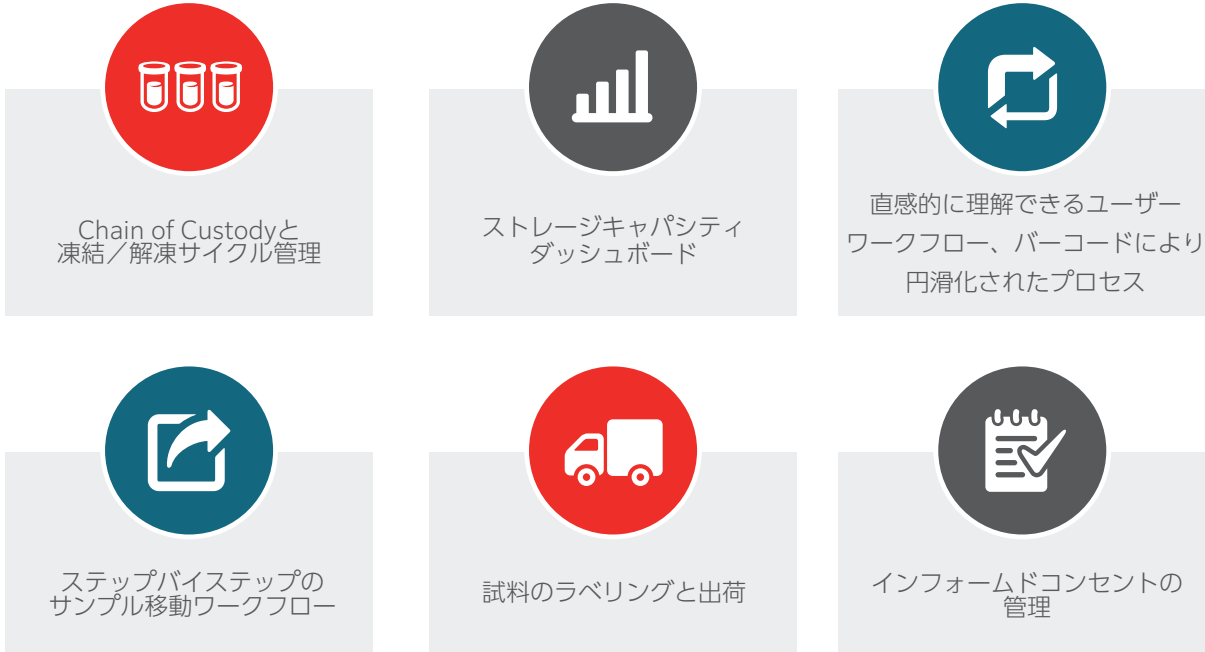 Chain of Custodyと
凍結／解凍サイクル管理
ストレージキャパシティ
ダッシュボード
直感的に理解できるユーザー
ワークフロー、バーコードにより
円滑化されたプロセス
ステップバイステップの
サンプル移動ワークフロー
試料のラベリングと出荷
インフォームドコンセントの
管理